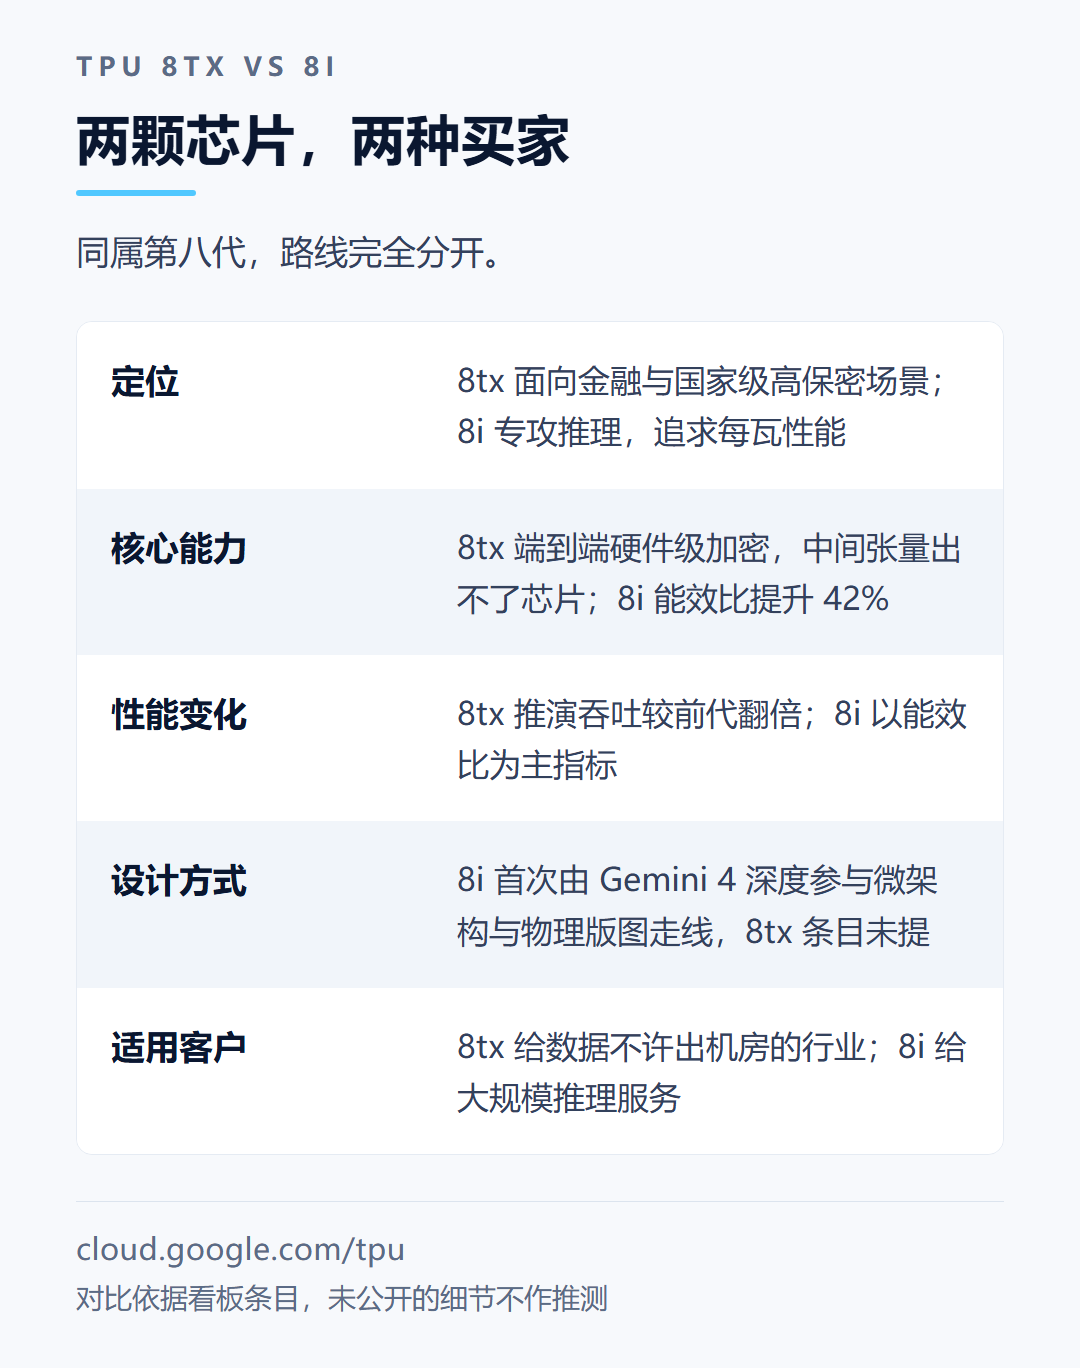 TPU 8TX VS 8I
两颗芯片，两种买家
同属第八代，路线完全分开。
定位
8tx 面向金融与国家级高保密场景；
8i 专攻推理，追求每瓦性能
核心能力
8tx 端到端硬件级加密，中间张量出
不了芯片；8i 能效比提升 42%
性能变化
8tx 推演吞吐较前代翻倍；8i 以能效
比为主指标
设计方式
8i 首次由 Gemini 4 深度参与微架
构与物理版图走线，8tx 条目未提
适用客户
8tx 给数据不许出机房的行业；8i 给
大规模推理服务
cloud.google.com/tpu
对比依据看板条目，未公开的细节不作推测